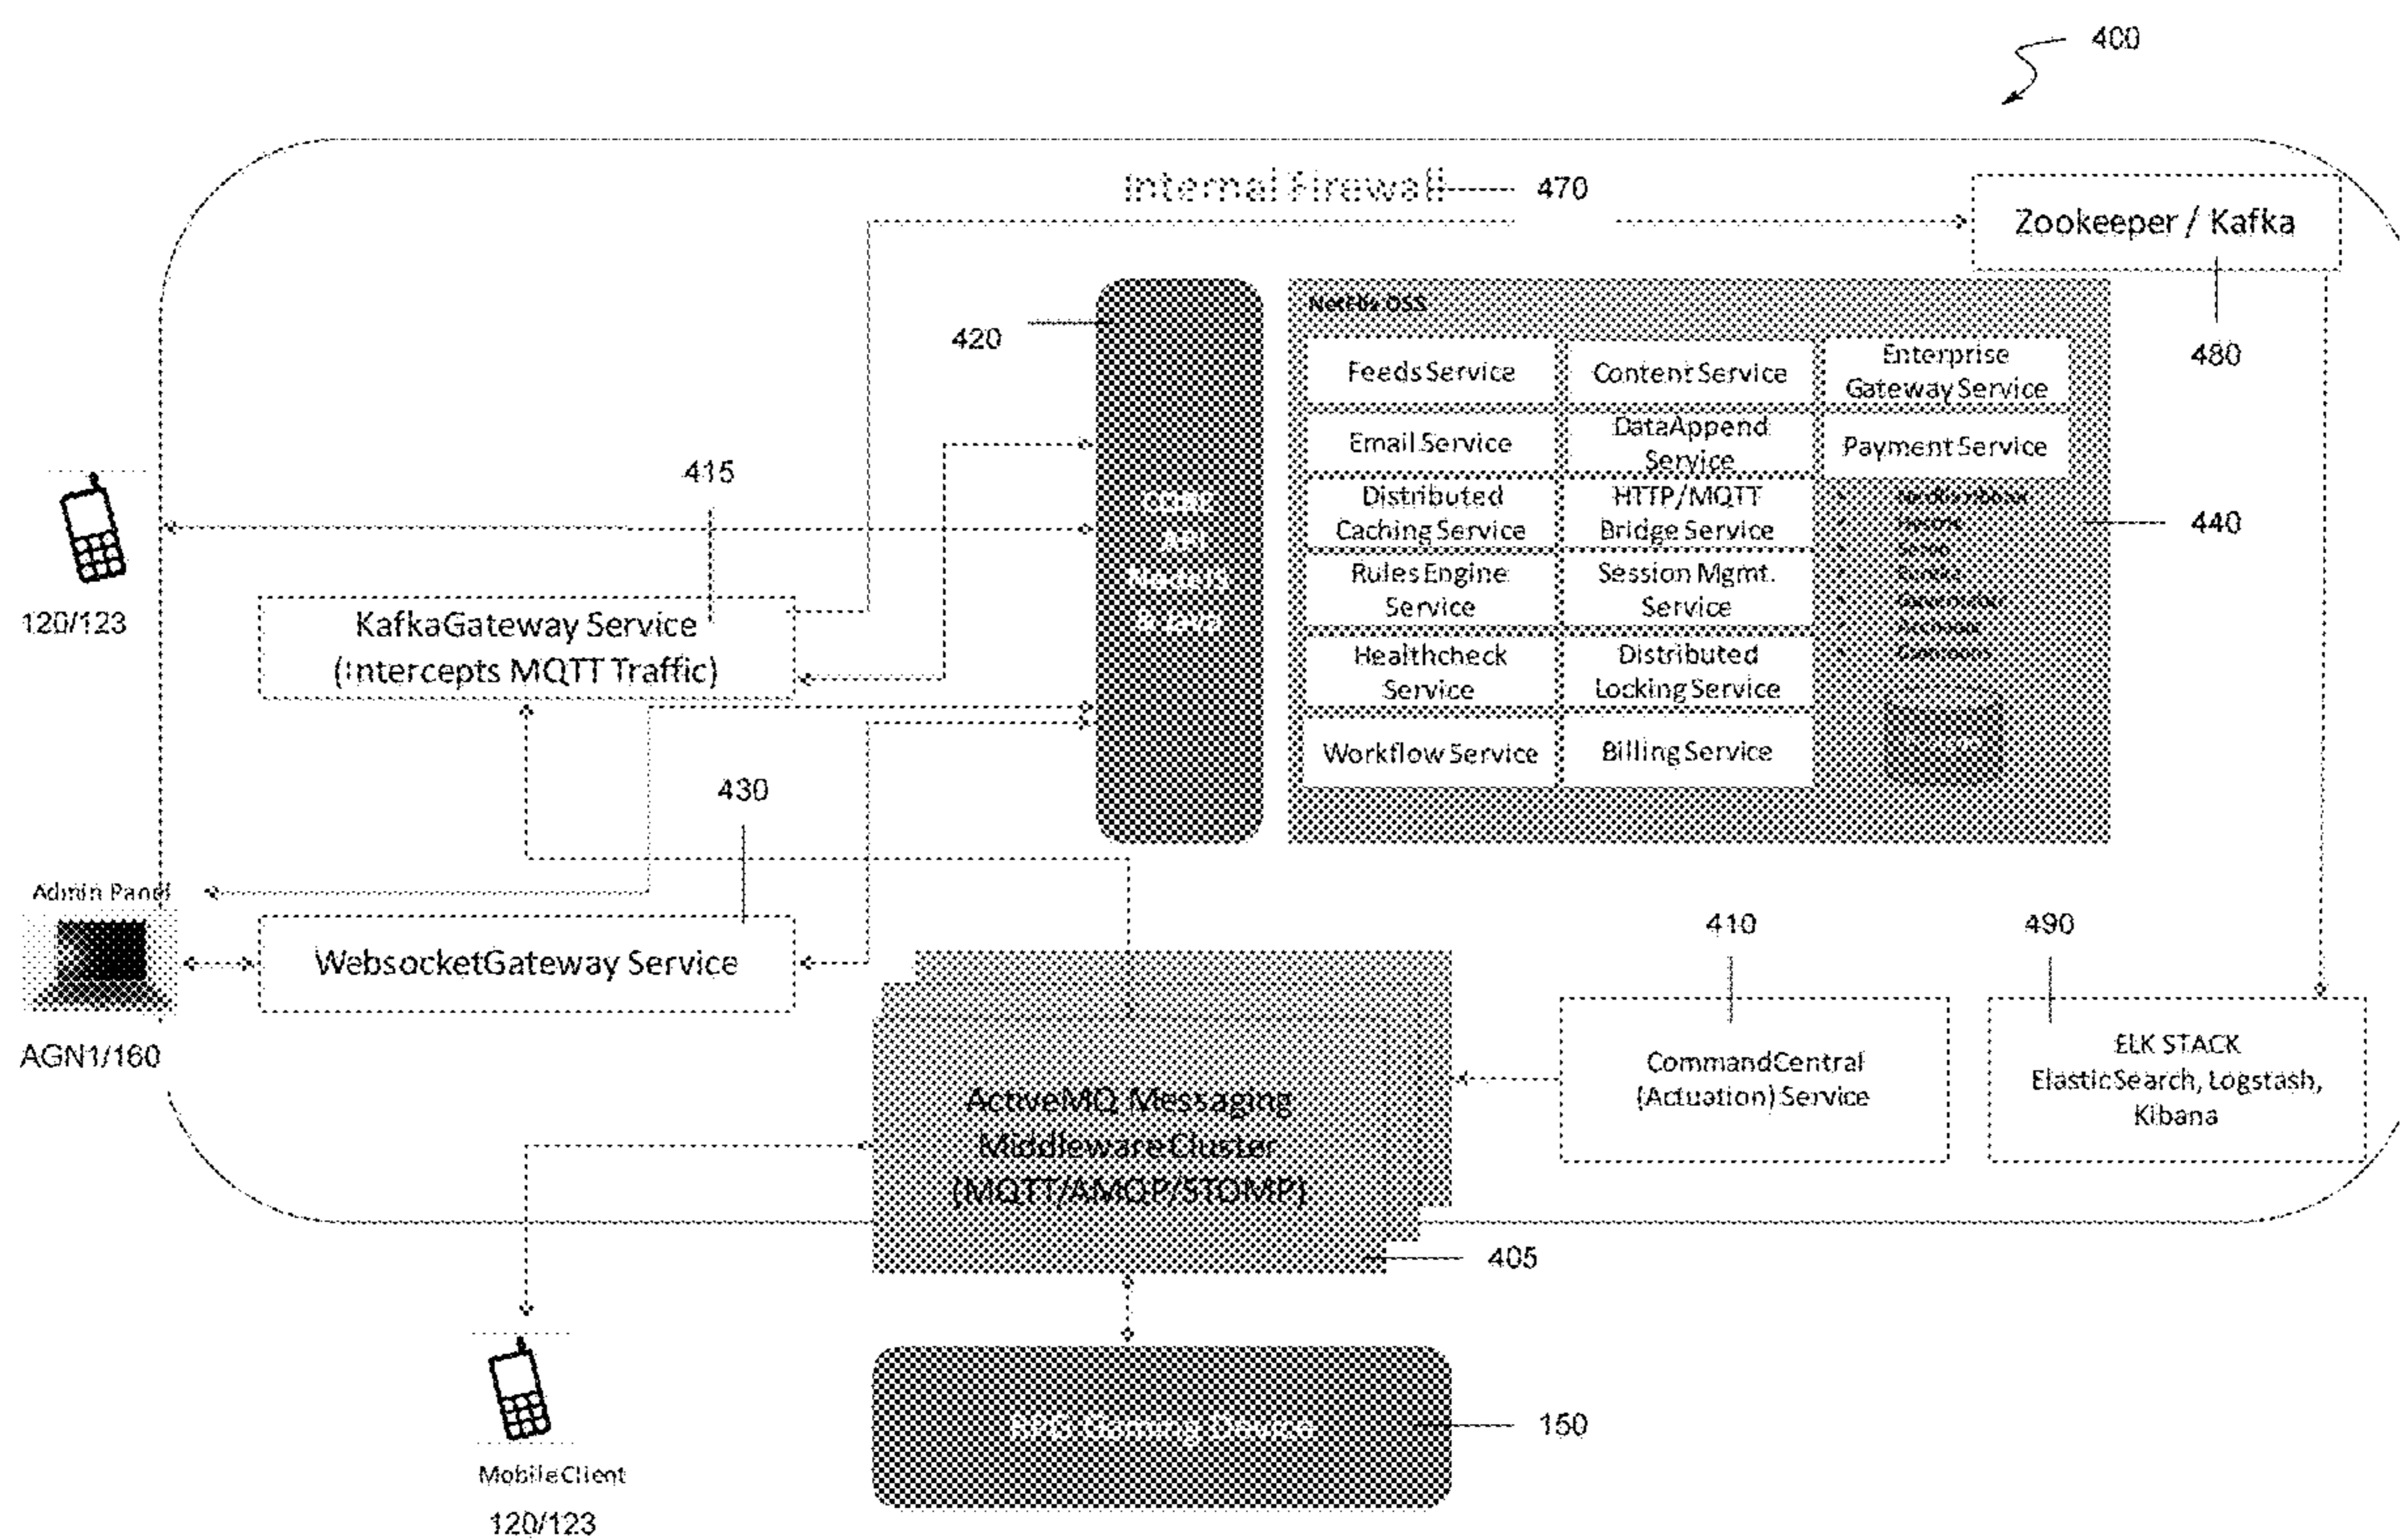 400
Internal Firewall
470
Zookeeper / Kafka
480
420
NetFlix OSS
Feeds Service
Content Service
Enterprise
Gateway Service
Email Service
DataAppend
Service
Payment Service
Distributed
Caching Service
HTTP/MQTT
Bridge Service
440
Rules Engine
Service
Session Mgmt.
Service
Healthcheck
Service
Distributed
Locking Service
Workflow Service
Billing Service
415
120/123
KafkaGateway Service
(Intercepts MQTT Traffic)
430
Admin Panel
WebsocketGateway Service
AGN1/160
410
490
CommandCentral
(Actuation) Service
ELK STACK
ElasticSearch, Logstash,
Kibana
ActiveMQ Messaging
Middleware Cluster
(MQTT/AMQP/STOMP)
405
Gaming Device
150
MobileClient
120/123